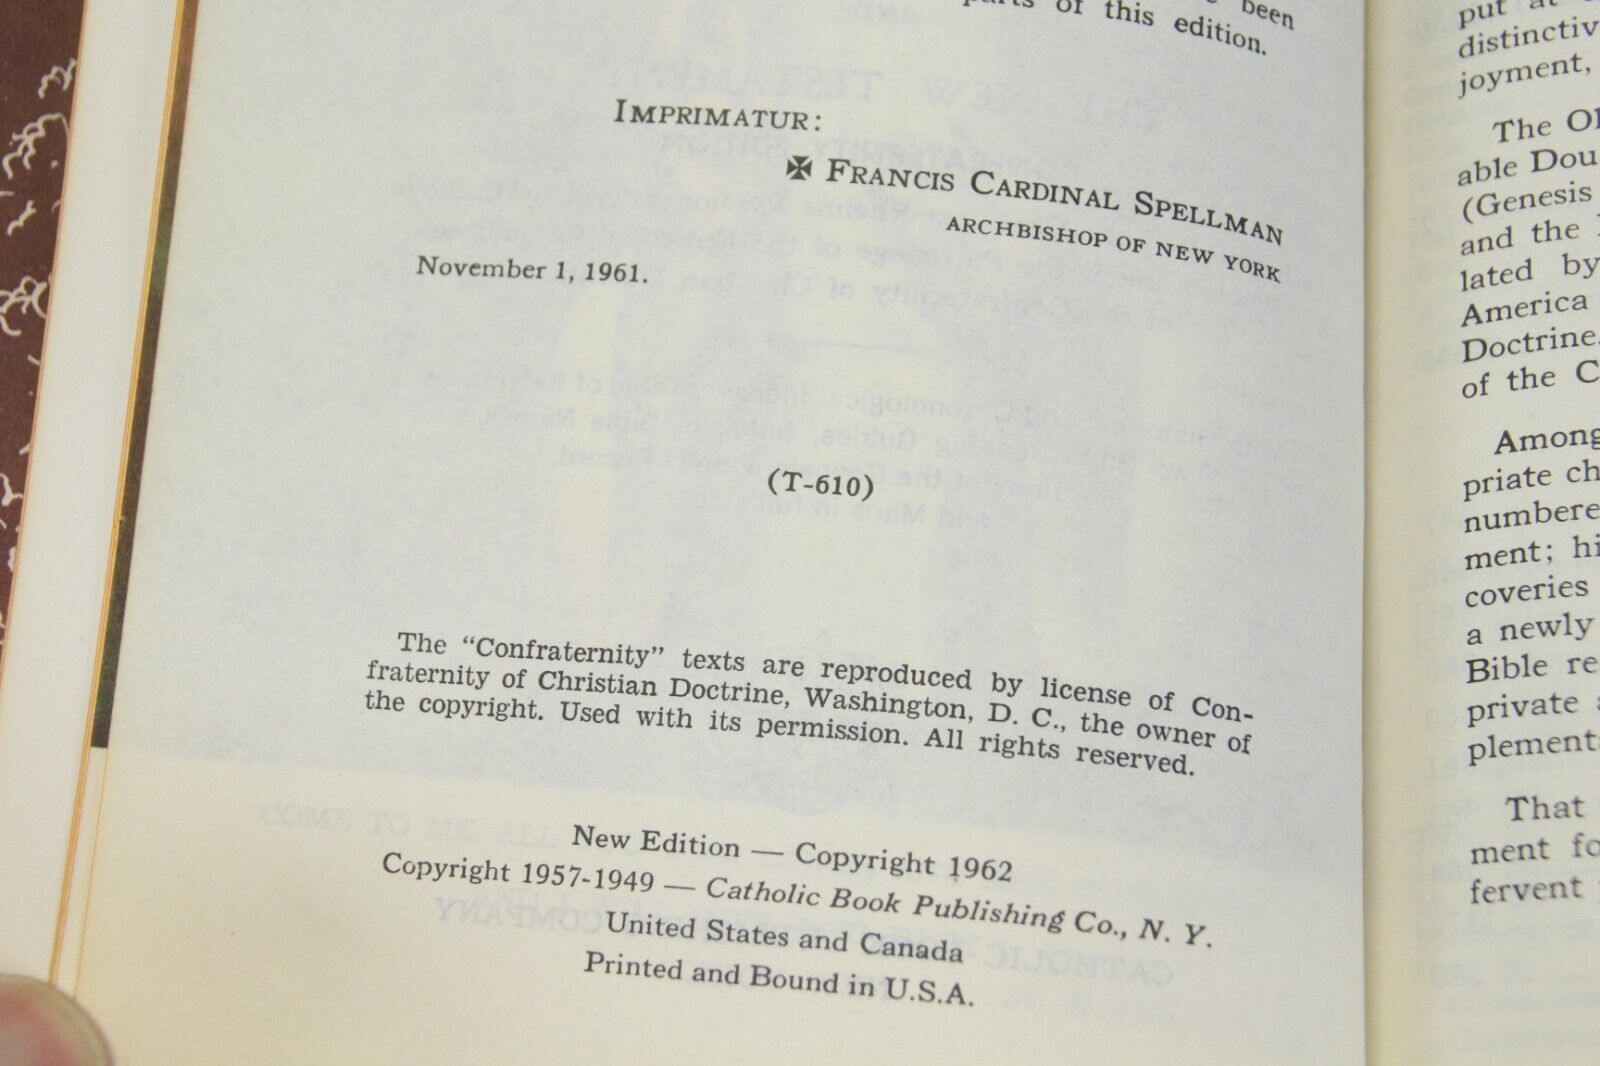 been
parts of this edition.
IMPRIMATUR:
✠ FRANCIS CARDINAL SPELLMAN
ARCHBISHOP OF NEW YORK
November 1, 1961.
(T-610)
The “Confraternity” texts are reproduced by license of Con-
fraternity of Christian Doctrine, Washington, D. C., the owner of
the copyright. Used with its permission. All rights reserved.
New Edition — Copyright 1962
Copyright 1957-1949 — Catholic Book Publishing Co., N. Y.
United States and Canada
Printed and Bound in U.S.A.
put at
distinctiv
joyment,
The Ol
able Dou
(Genesis
and the
lated by
America
Doctrine.
of the C
Among
priate ch
numbere
ment; hi
coveries
a newly
Bible re
private
plementa
That
ment fo
fervent